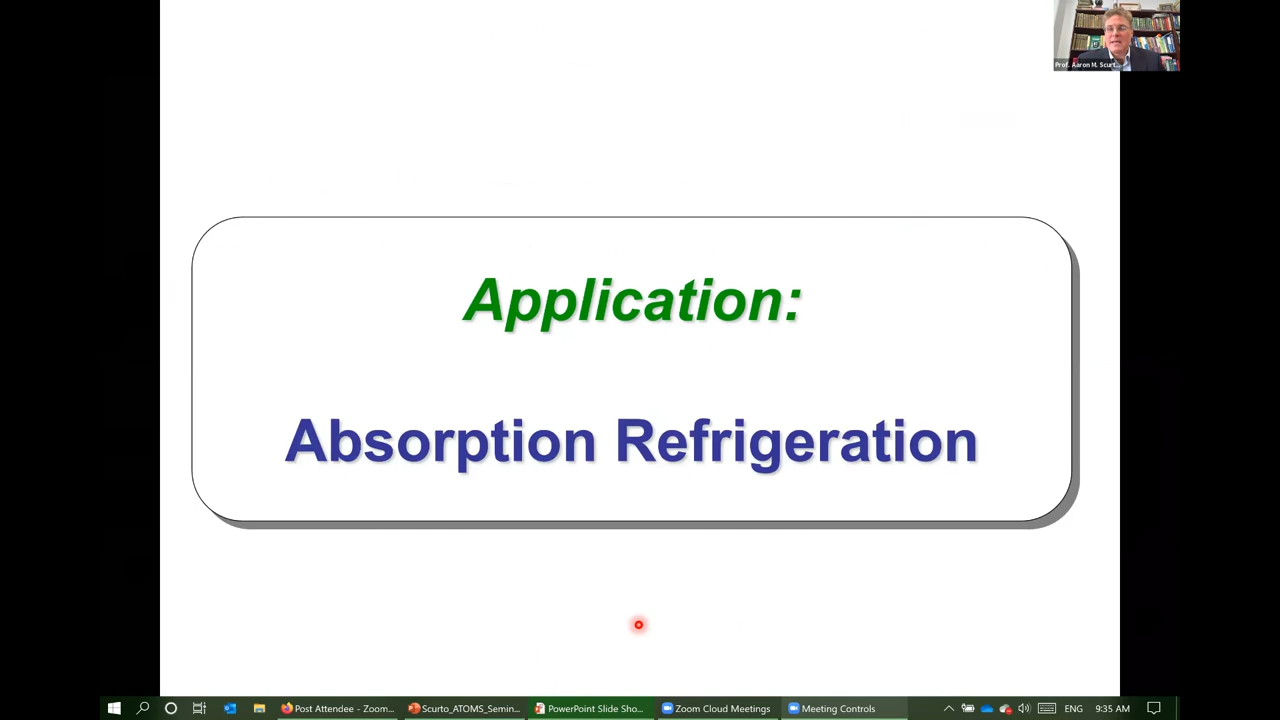 Prof. Aaron M. Scurt...
Application:
Absorption Refrigeration
Post Attendee - Zoom...
Scurto_ATOMS_Semin...
PowerPoint Slide Sho...
Zoom Cloud Meetings
Meeting Controls
ENG
9:35 AM